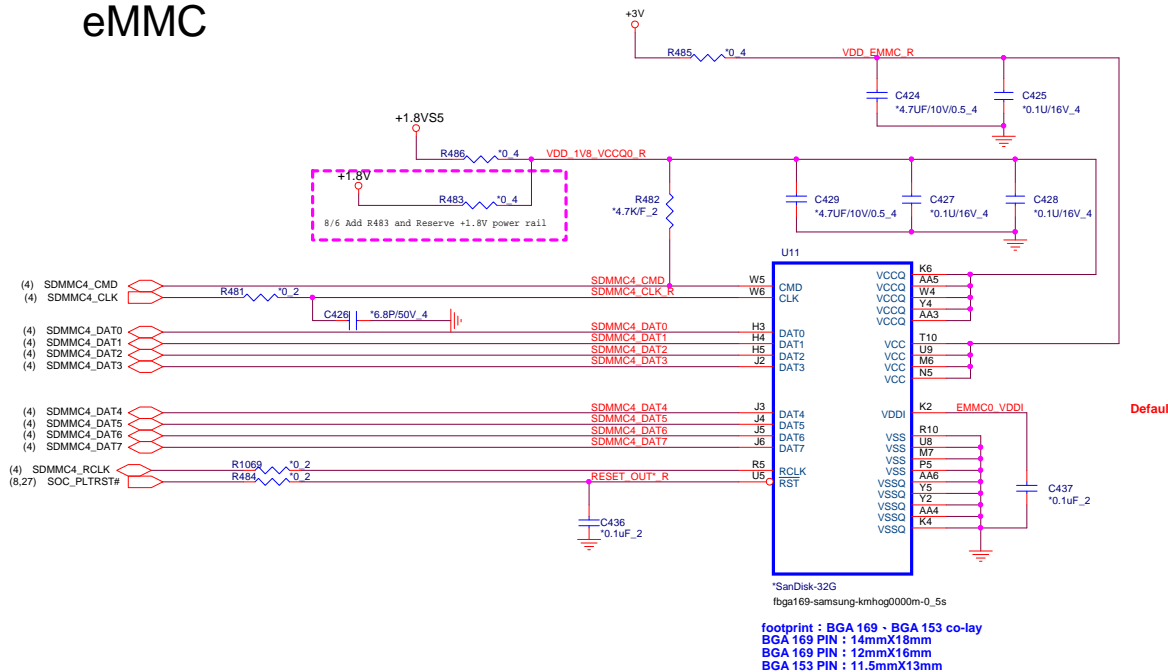 eMMC
+3V
R485 *0_4 VDD_EMMC_R
C424
*4.7UF/10V/0.5_4
C425
*0.1U/16V_4
+1.8VS5
R486 *0_4 VDD_1V8_VCCQ0_R
+1.8V
R483 *0_4
8/6 Add R483 and Reserve +1.8V power rail
R482
*4.7K/F_2
C429
*4.7UF/10V/0.5_4
C427
*0.1U/16V_4
C428
*0.1U/16V_4
U11
(4) SDMMC4_CMD SDMMC4_CMD W5 CMD
(4) SDMMC4_CLK R481 *0_2 SDMMC4_CLK_R W6 CLK
C426 *6.8P/50V_4
(4) SDMMC4_DAT0 SDMMC4_DAT0 H3 DAT0
(4) SDMMC4_DAT1 SDMMC4_DAT1 H4 DAT1
(4) SDMMC4_DAT2 SDMMC4_DAT2 H5 DAT2
(4) SDMMC4_DAT3 SDMMC4_DAT3 J2 DAT3
(4) SDMMC4_DAT4 SDMMC4_DAT4 J3 DAT4
(4) SDMMC4_DAT5 SDMMC4_DAT5 J4 DAT5
(4) SDMMC4_DAT6 SDMMC4_DAT6 J5 DAT6
(4) SDMMC4_DAT7 SDMMC4_DAT7 J6 DAT7
(4) SDMMC4_RCLK R1069 *0_2 R5 RCLK
(8,27) SOC_PLTRST# R484 *0_2 RESET_OUT*_R U5 RST
C436
*0.1uF_2
VCCQ K6
VCCQ AA5
VCCQ W4
VCCQ Y4
VCCQ AA3
VCC T10
VCC U9
VCC M6
VCC N5
VDDI K2 EMMC0_VDDI
Defaul
VSS R10
VSS U8
VSS M7
VSS P5
VSSQ AA6
VSSQ Y5
VSSQ Y2
VSSQ AA4
VSSQ K4
C437
*0.1uF_2
*SanDisk-32G
fbga169-samsung-kmhog0000m-0_5s
footprint：BGA 169、BGA 153 co-lay
BGA 169 PIN：14mmX18mm
BGA 169 PIN：12mmX16mm
BGA 153 PIN：11.5mmX13mm